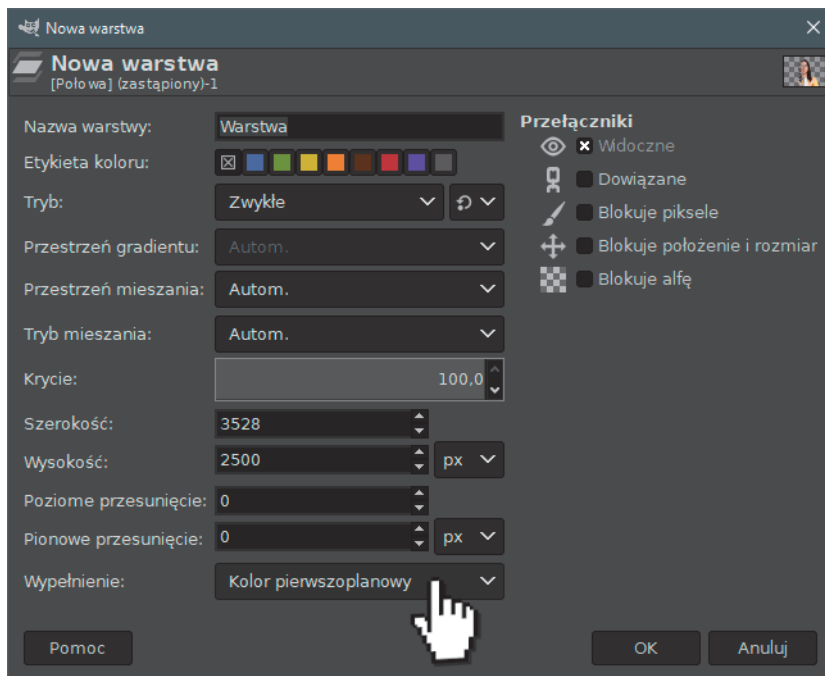 Nowa warstwa
Nowa warstwa
[Połowa] (zastąpiony)-1
Nazwa warstwy: Warstwa
Etykieta koloru:
Tryb: Zwykłe
Przestrzeń gradientu: Autom.
Przestrzeń mieszania: Autom.
Tryb mieszania: Autom.
Krycie: 100,0
Szerokość: 3528
Wysokość: 2500 px
Poziome przesunięcie: 0
Pionowe przesunięcie: 0 px
Wypełnienie: Kolor pierwszoplanowy
Przełączniki
Widoczne
Dowiązane
Blokuje piksele
Blokuje położenie i rozmiar
Blokuje alfę
Pomoc OK Anuluj